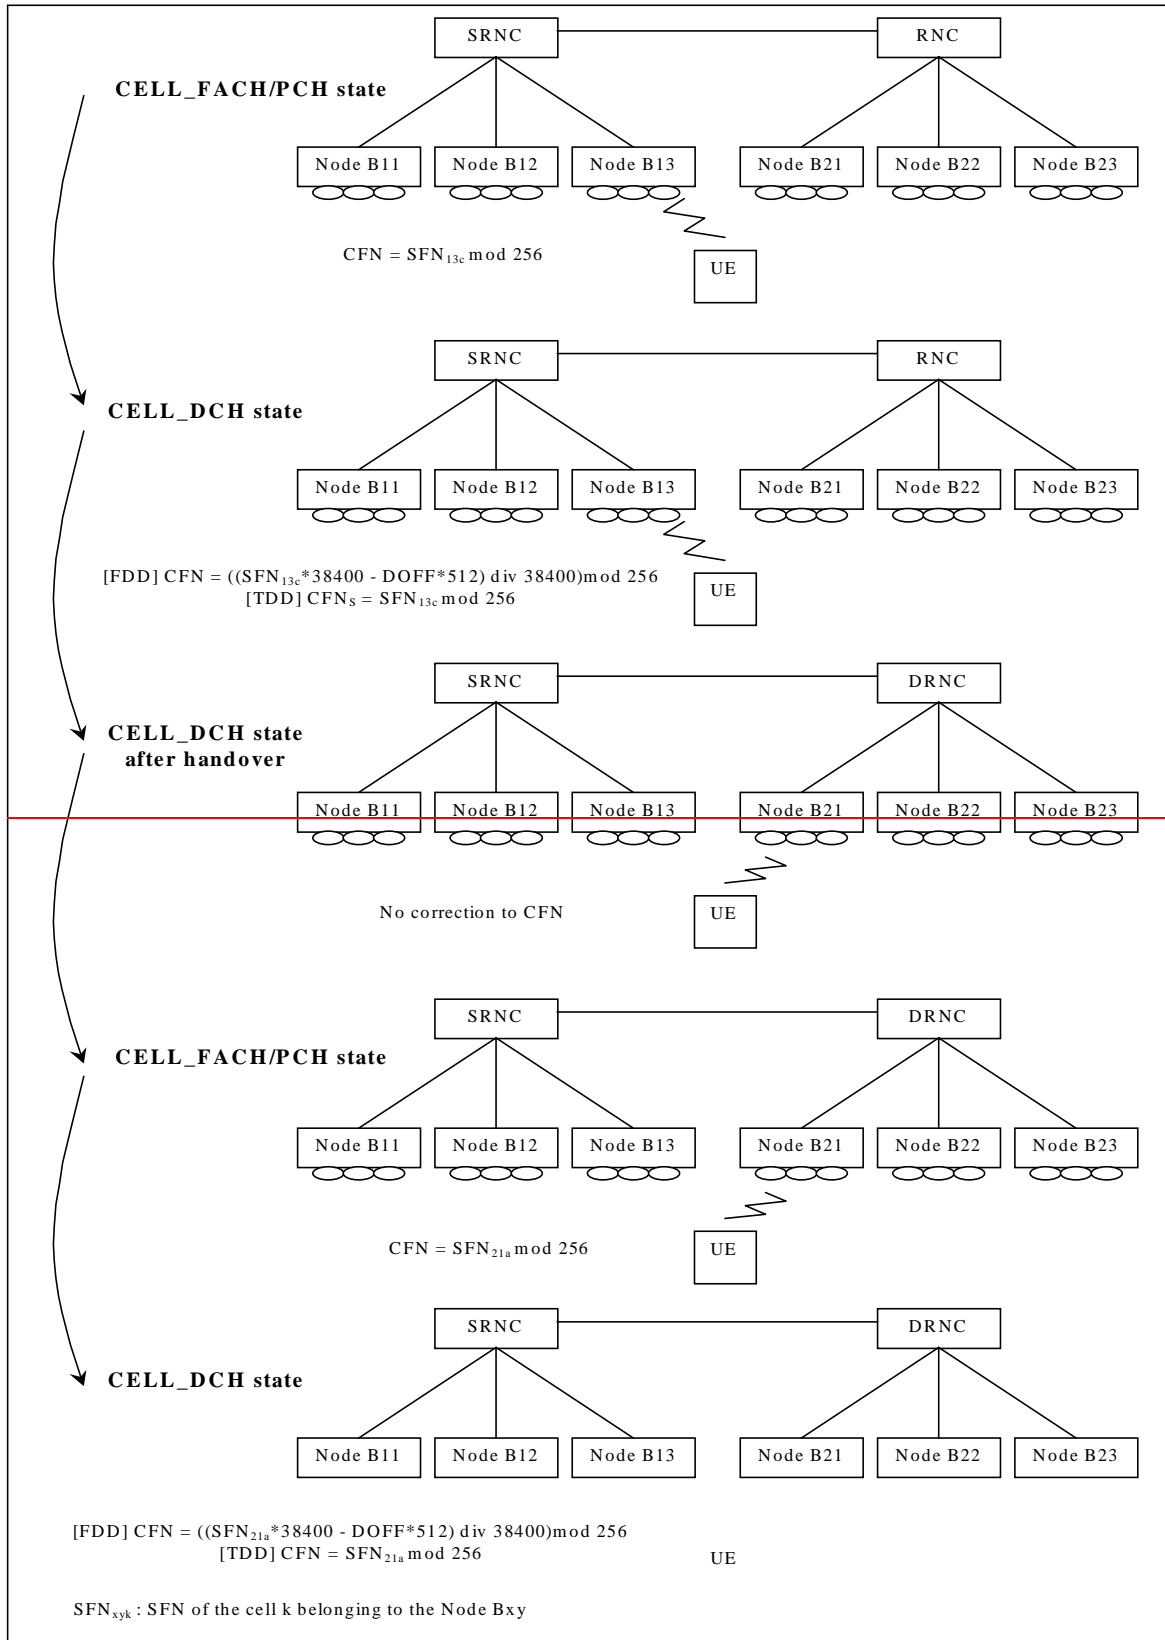 SRNC RNC
CELL_FACH/PCH state
Node B11 Node B12 Node B13 Node B21 Node B22 Node B23
CFN = SFN13c mod 256
UE
SRNC RNC
CELL_DCH state
Node B11 Node B12 Node B13 Node B21 Node B22 Node B23
[FDD] CFN = ((SFN13c*38400 - DOFF*512) div 38400)mod 256
[TDD] CFNS = SFN13c mod 256
UE
SRNC DRNC
CELL_DCH state
after handover
Node B11 Node B12 Node B13 Node B21 Node B22 Node B23
No correction to CFN
UE
SRNC DRNC
CELL_FACH/PCH state
Node B11 Node B12 Node B13 Node B21 Node B22 Node B23
CFN = SFN21a mod 256
UE
SRNC DRNC
CELL_DCH state
Node B11 Node B12 Node B13 Node B21 Node B22 Node B23
[FDD] CFN = ((SFN21a*38400 - DOFF*512) div 38400)mod 256
[TDD] CFN = SFN21a mod 256
UE
SFNxyk : SFN of the cell k belonging to the Node Bxy